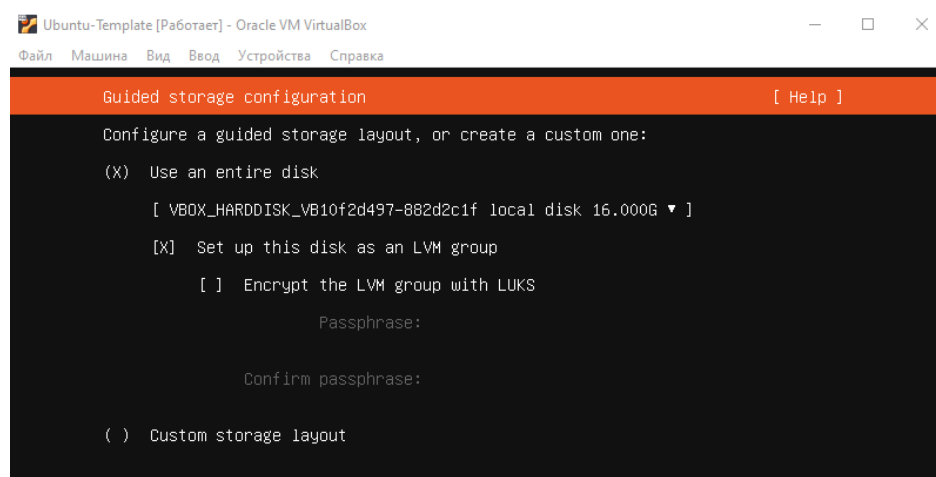 Ubuntu-Template [Работает] - Oracle VM VirtualBox
Файл Машина Вид Ввод Устройства Справка
Guided storage configuration [ Help ]
Configure a guided storage layout, or create a custom one:
(X) Use an entire disk
[ VBOX_HARDDISK_VB10f2d497-882d2c1f local disk 16.000G ▾ ]
[X] Set up this disk as an LVM group
[ ] Encrypt the LVM group with LUKS
Passphrase:
Confirm passphrase:
( ) Custom storage layout